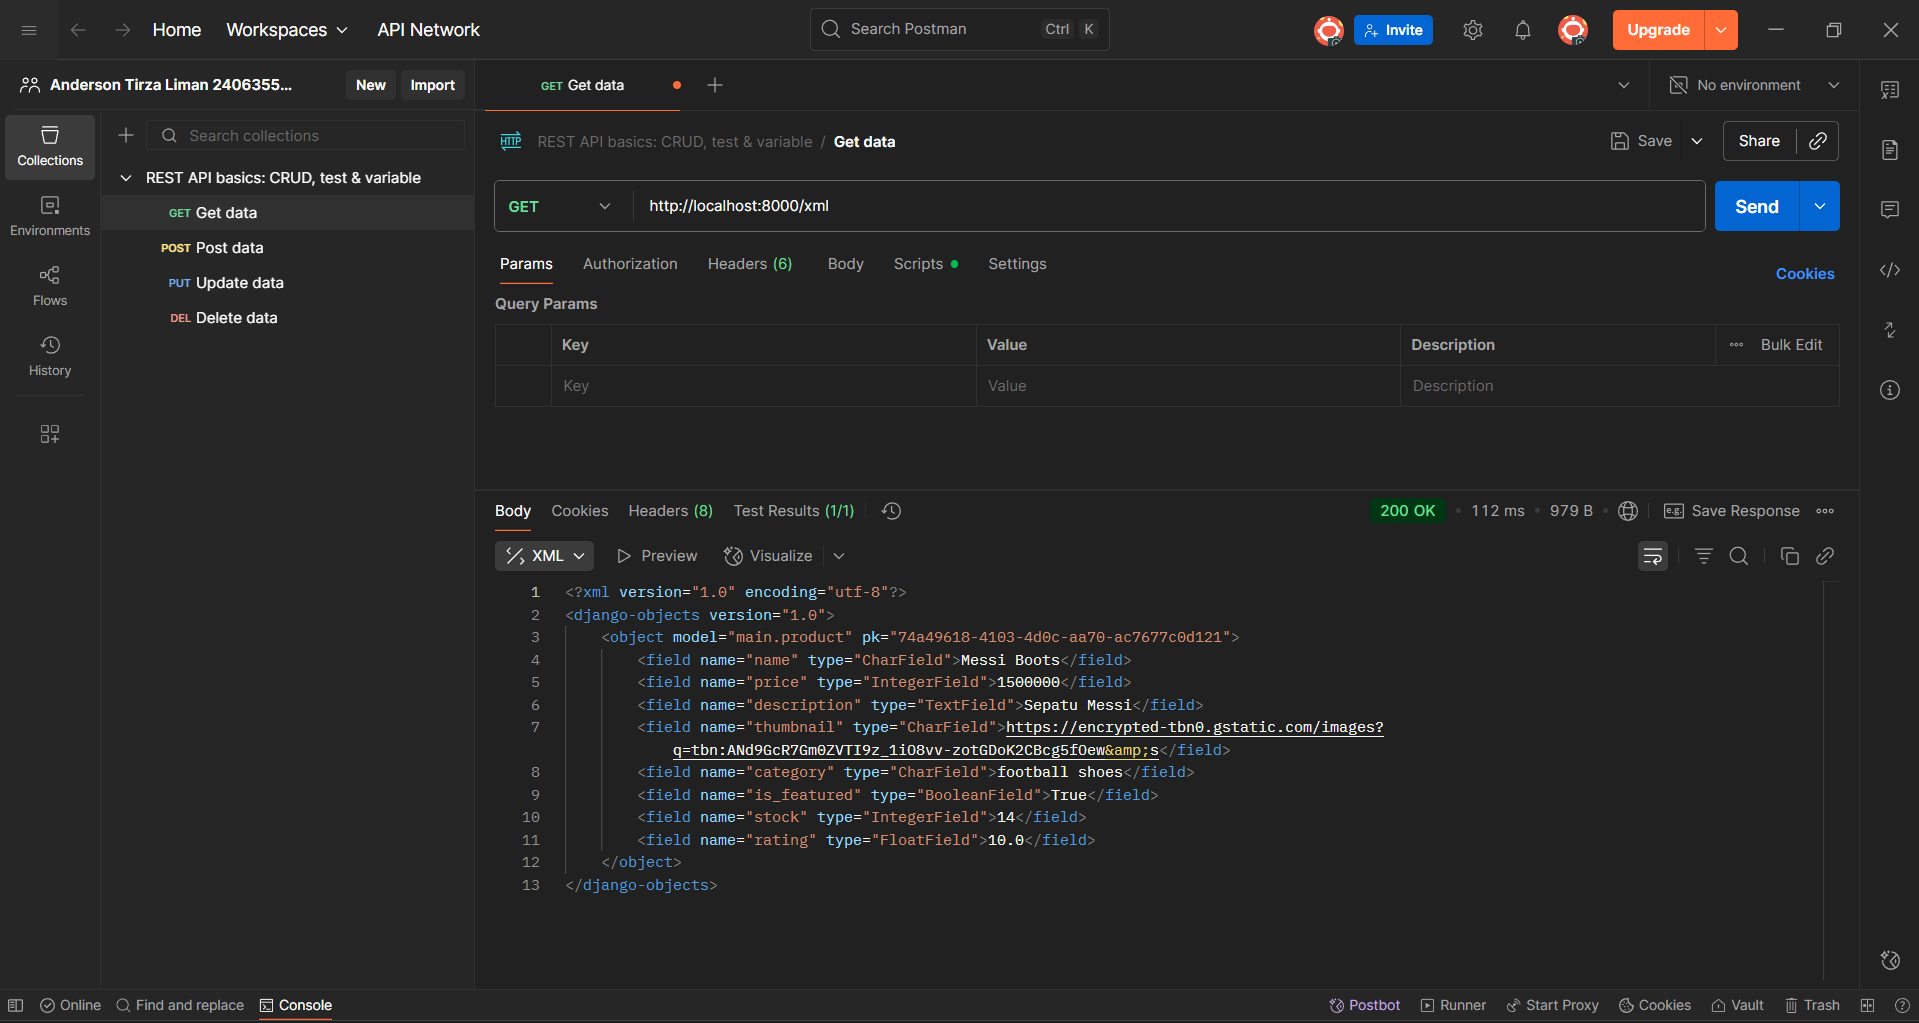 Home Workspaces API Network
Search Postman Ctrl K
Invite Upgrade
Anderson Tirza Liman 2406355...
New Import
Collections
Environments
Flows
History
Search collections
REST API basics: CRUD, test & variable
GET Get data
POST Post data
PUT Update data
DEL Delete data
GET Get data
No environment
HTTP REST API basics: CRUD, test & variable / Get data
Save Share
GET http://localhost:8000/xml
Send
Params Authorization Headers (6) Body Scripts Settings
Cookies
Query Params
Key Value Description Bulk Edit
Key Value Description
Body Cookies Headers (8) Test Results (1/1)
200 OK 112 ms 979 B e.g. Save Response
XML Preview Visualize
1 <?xml version="1.0" encoding="utf-8"?>
2 <django-objects version="1.0">
3 <object model="main.product" pk="74a49618-4103-4d0c-aa70-ac7677c0d121">
4 <field name="name" type="CharField">Messi Boots</field>
5 <field name="price" type="IntegerField">1500000</field>
6 <field name="description" type="TextField">Sepatu Messi</field>
7 <field name="thumbnail" type="CharField">https://encrypted-tbn0.gstatic.com/images?
q=tbn:ANd9GcR7Gm0ZVTI9z_1iO8vv-zotGDoK2CBcg5fOew&amp;s</field>
8 <field name="category" type="CharField">football shoes</field>
9 <field name="is_featured" type="BooleanField">True</field>
10 <field name="stock" type="IntegerField">14</field>
11 <field name="rating" type="FloatField">10.0</field>
12 </object>
13 </django-objects>
Online Find and replace Console
Postbot Runner Start Proxy Cookies Vault Trash